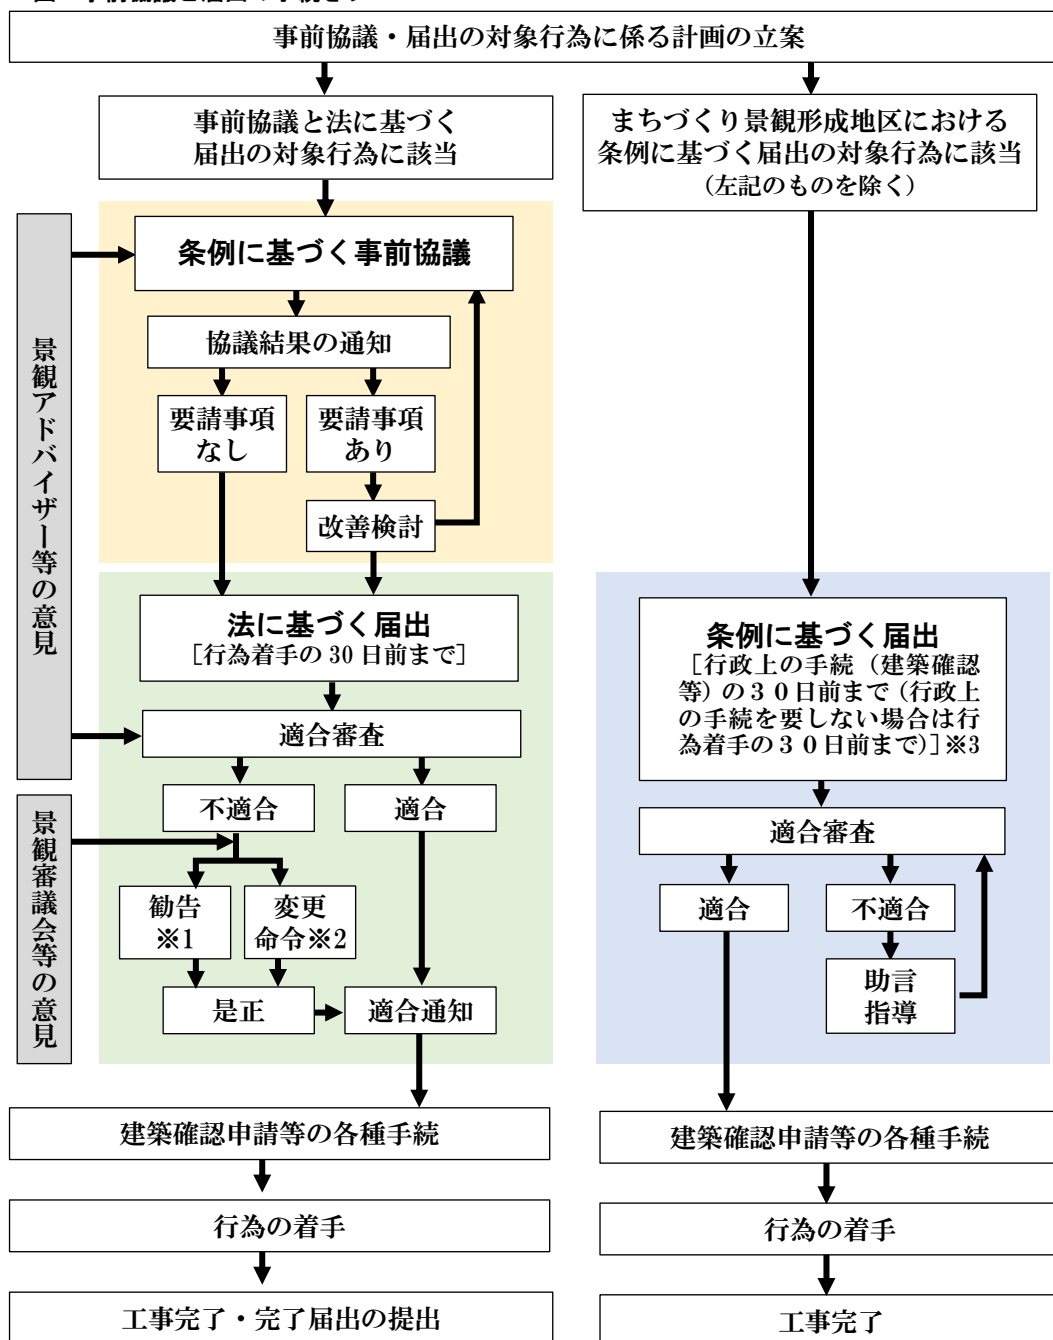 事前協議・届出の対象行為に係る計画の立案
事前協議と法に基づく
届出の対象行為に該当
まちづくり景観形成地区における
条例に基づく届出の対象行為に該当
（左記のものを除く）
景観アドバイザー等の意見
条例に基づく事前協議
協議結果の通知
要請事項
なし
要請事項
あり
改善検討
法に基づく届出
［行為着手の 30 日前まで］
適合審査
不適合
適合
景観審議会等の意見
勧告
※1
変更
命令※2
是正
適合通知
条例に基づく届出
［行政上の手続（建築確認
等）の３０日前まで（行政上
の手続を要しない場合は行
為着手の３０日前まで）］※3
適合審査
適合
不適合
助言
指導
建築確認申請等の各種手続
行為の着手
工事完了・完了届出の提出
建築確認申請等の各種手続
行為の着手
工事完了